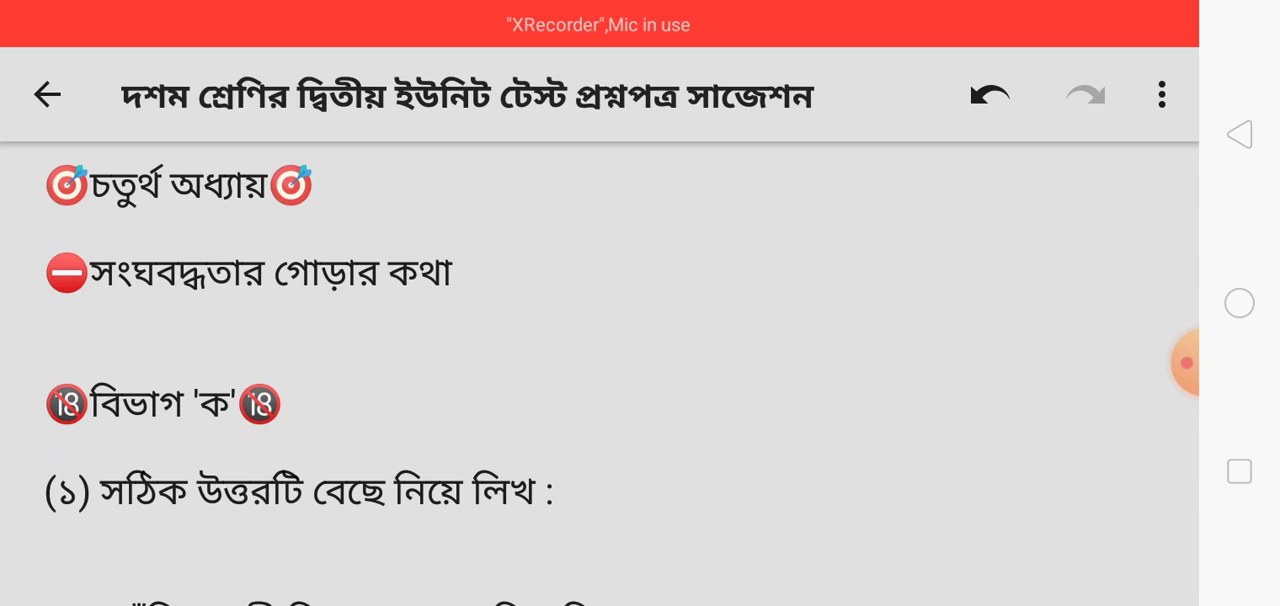 "XRecorder",Mic in use
দশম শ্রেণির দ্বিতীয় ইউনিট টেস্ট প্রশ্নপত্র সাজেশন
🎯চতুর্থ অধ্যায়🎯
⛔সংঘবদ্ধতার গোড়ার কথা
🔞বিভাগ 'ক'🔞
(১) সঠিক উত্তরটি বেছে নিয়ে লিখ :